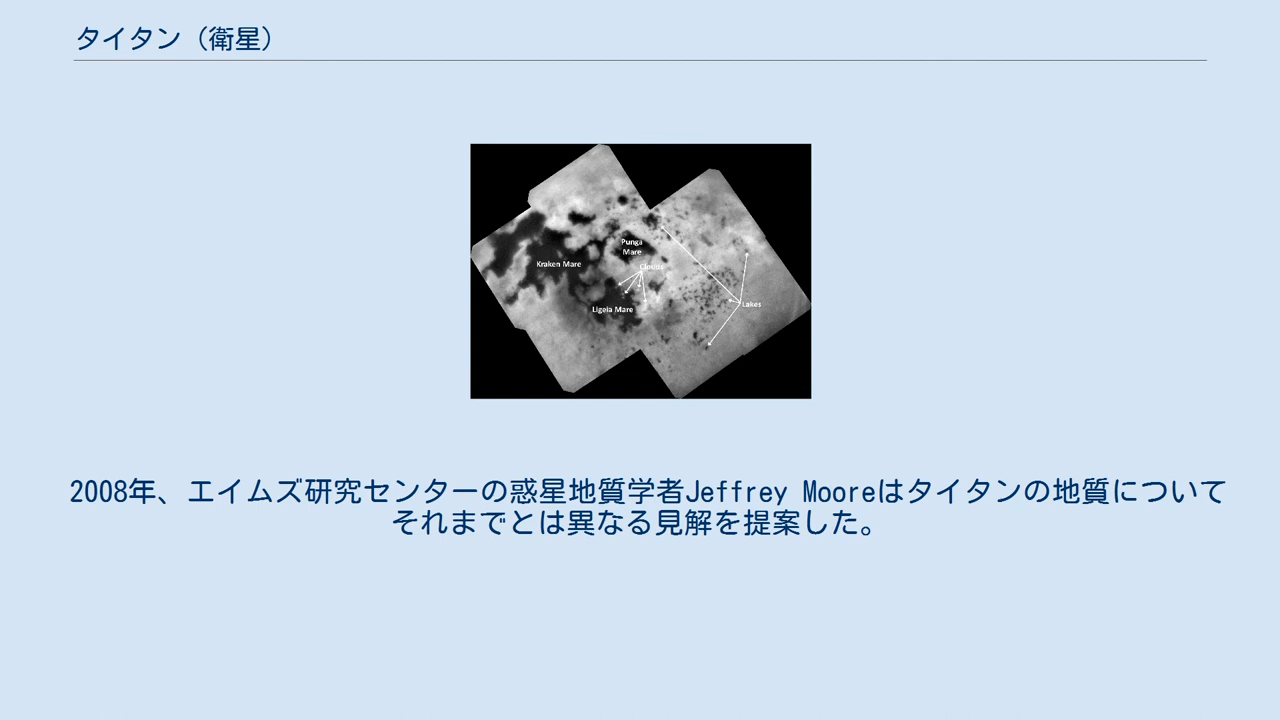 タイタン（衛星）
Punga
Mare
Kraken Mare
Clouds
Ligeia Mare
Lakes
2008年、エイムズ研究センターの惑星地質学者Jeffrey Mooreはタイタンの地質について
それまでとは異なる見解を提案した。